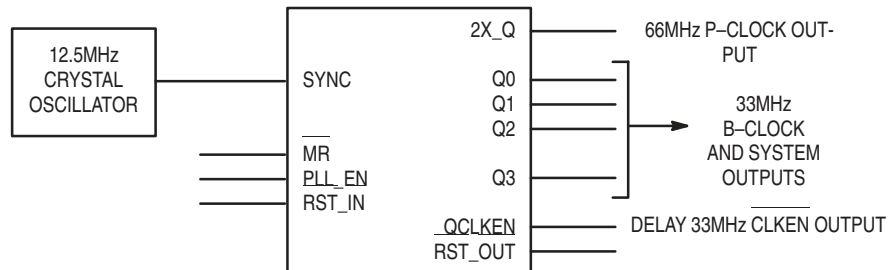 2X_Q
66MHz P–CLOCK OUT-
PUT
12.5MHz
CRYSTAL
OSCILLATOR
SYNC
Q0
Q1
Q2
33MHz
B–CLOCK
AND SYSTEM
OUTPUTS
MR
PLL_EN
Q3
RST_IN
QCLKEN
DELAY 33MHz CLKEN OUTPUT
RST_OUT